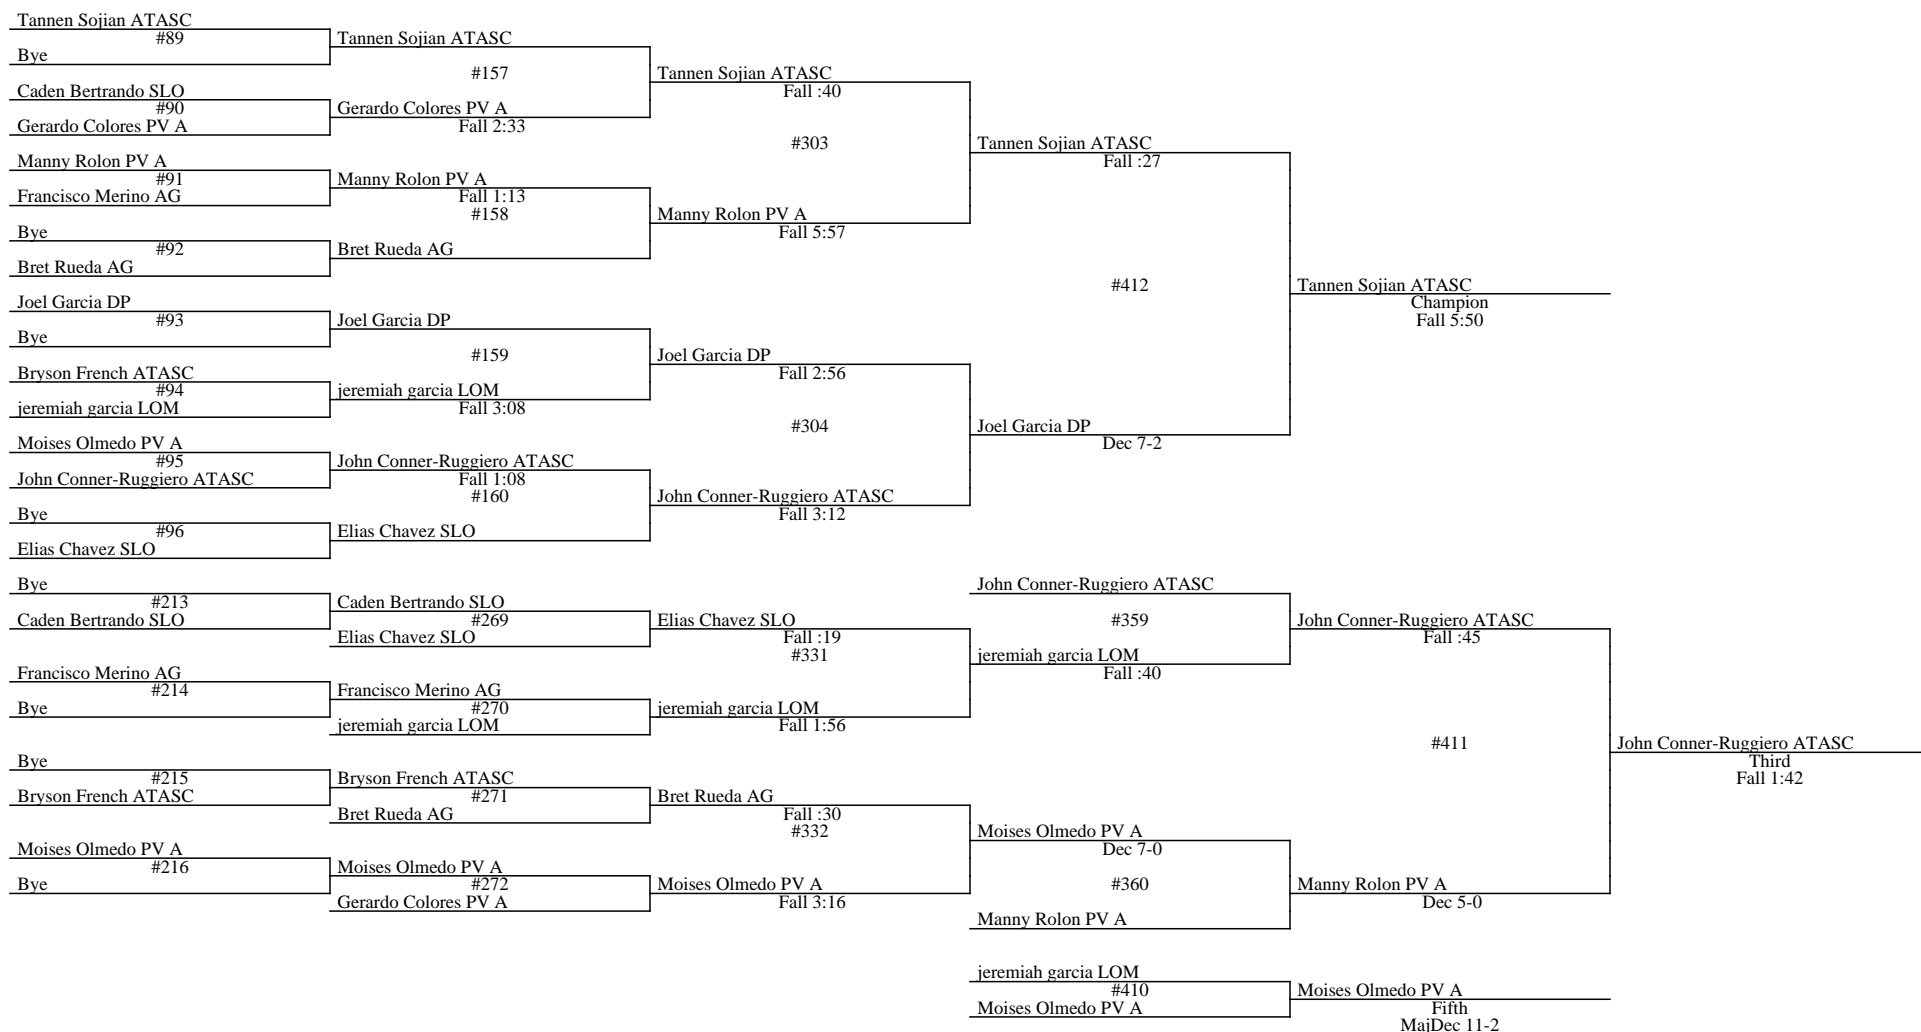 Tannen Sojian ATASC
#89
Bye
Caden Bertrando SLO
#90
Gerardo Colores PV A
Manny Rolon PV A
#91
Francisco Merino AG
Bye
#92
Bret Rueda AG
Joel Garcia DP
#93
Bye
Bryson French ATASC
#94
jeremiah garcia LOM
Moises Olmedo PV A
#95
John Conner-Ruggiero ATASC
Bye
#96
Elias Chavez SLO
Tannen Sojian ATASC
#157
Gerardo Colores PV A
Fall 2:33
Manny Rolon PV A
Fall 1:13
#158
Bret Rueda AG
Joel Garcia DP
#159
jeremiah garcia LOM
Fall 3:08
John Conner-Ruggiero ATASC
Fall 1:08
#160
Elias Chavez SLO
Tannen Sojian ATASC
Fall :40
#303
Manny Rolon PV A
Fall 5:57
Joel Garcia DP
Fall 2:56
#304
John Conner-Ruggiero ATASC
Fall 3:12
Tannen Sojian ATASC
Fall :27
#412
Joel Garcia DP
Dec 7-2
Tannen Sojian ATASC
Champion
Fall 5:50
Bye
#213
Caden Bertrando SLO
Francisco Merino AG
#214
Bye
Bye
#215
Bryson French ATASC
Moises Olmedo PV A
#216
Bye
Caden Bertrando SLO
#269
Elias Chavez SLO
Francisco Merino AG
#270
jeremiah garcia LOM
Bryson French ATASC
#271
Bret Rueda AG
Moises Olmedo PV A
#272
Gerardo Colores PV A
Elias Chavez SLO
Fall :19
#331
jeremiah garcia LOM
Fall 1:56
Bret Rueda AG
Fall :30
#332
Moises Olmedo PV A
Fall 3:16
John Conner-Ruggiero ATASC
#359
jeremiah garcia LOM
Fall :40
Moises Olmedo PV A
Dec 7-0
#360
Manny Rolon PV A
John Conner-Ruggiero ATASC
Fall :45
#411
Manny Rolon PV A
Dec 5-0
John Conner-Ruggiero ATASC
Third
Fall 1:42
jeremiah garcia LOM
#410
Moises Olmedo PV A
Moises Olmedo PV A
Fifth
MajDec 11-2